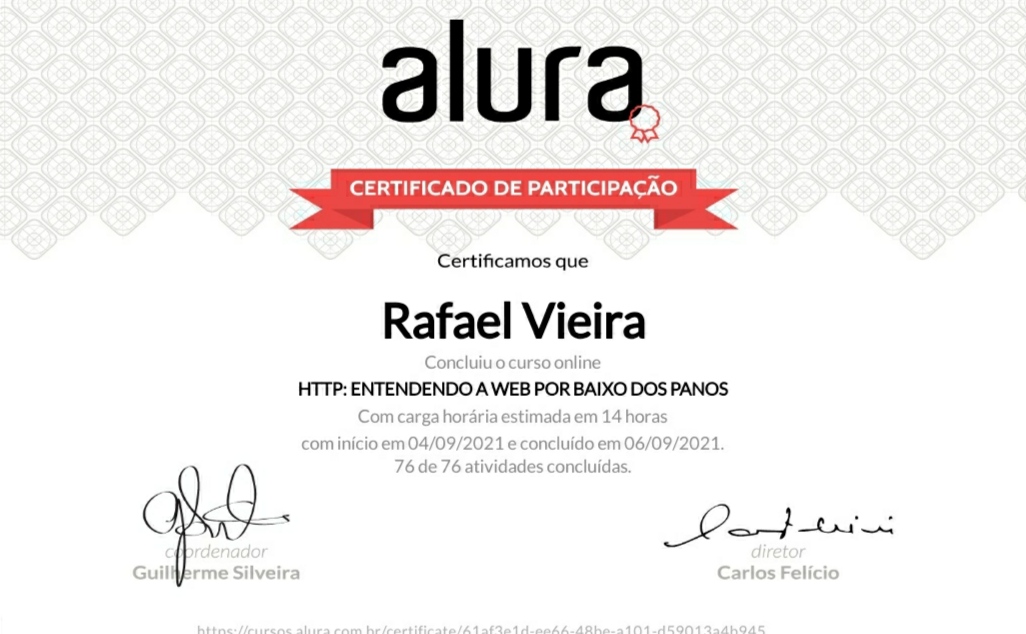 alura
CERTIFICADO DE PARTICIPAÇÃO
Certificamos que
Rafael Vieira
Concluiu o curso online
HTTP: ENTENDENDO A WEB POR BAIXO DOS PANOS
Com carga horária estimada em 14 horas
com início em 04/09/2021 e concluído em 06/09/2021.
76 de 76 atividades concluídas.
coordenador
Guilherme Silveira
diretor
Carlos Felício
https://cursos.alura.com.br/certificate/61af3e1d-ee66-48be-a101-d59013a4b945